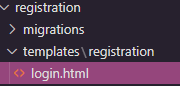 registration
migrations
templates\registration
<> login.html